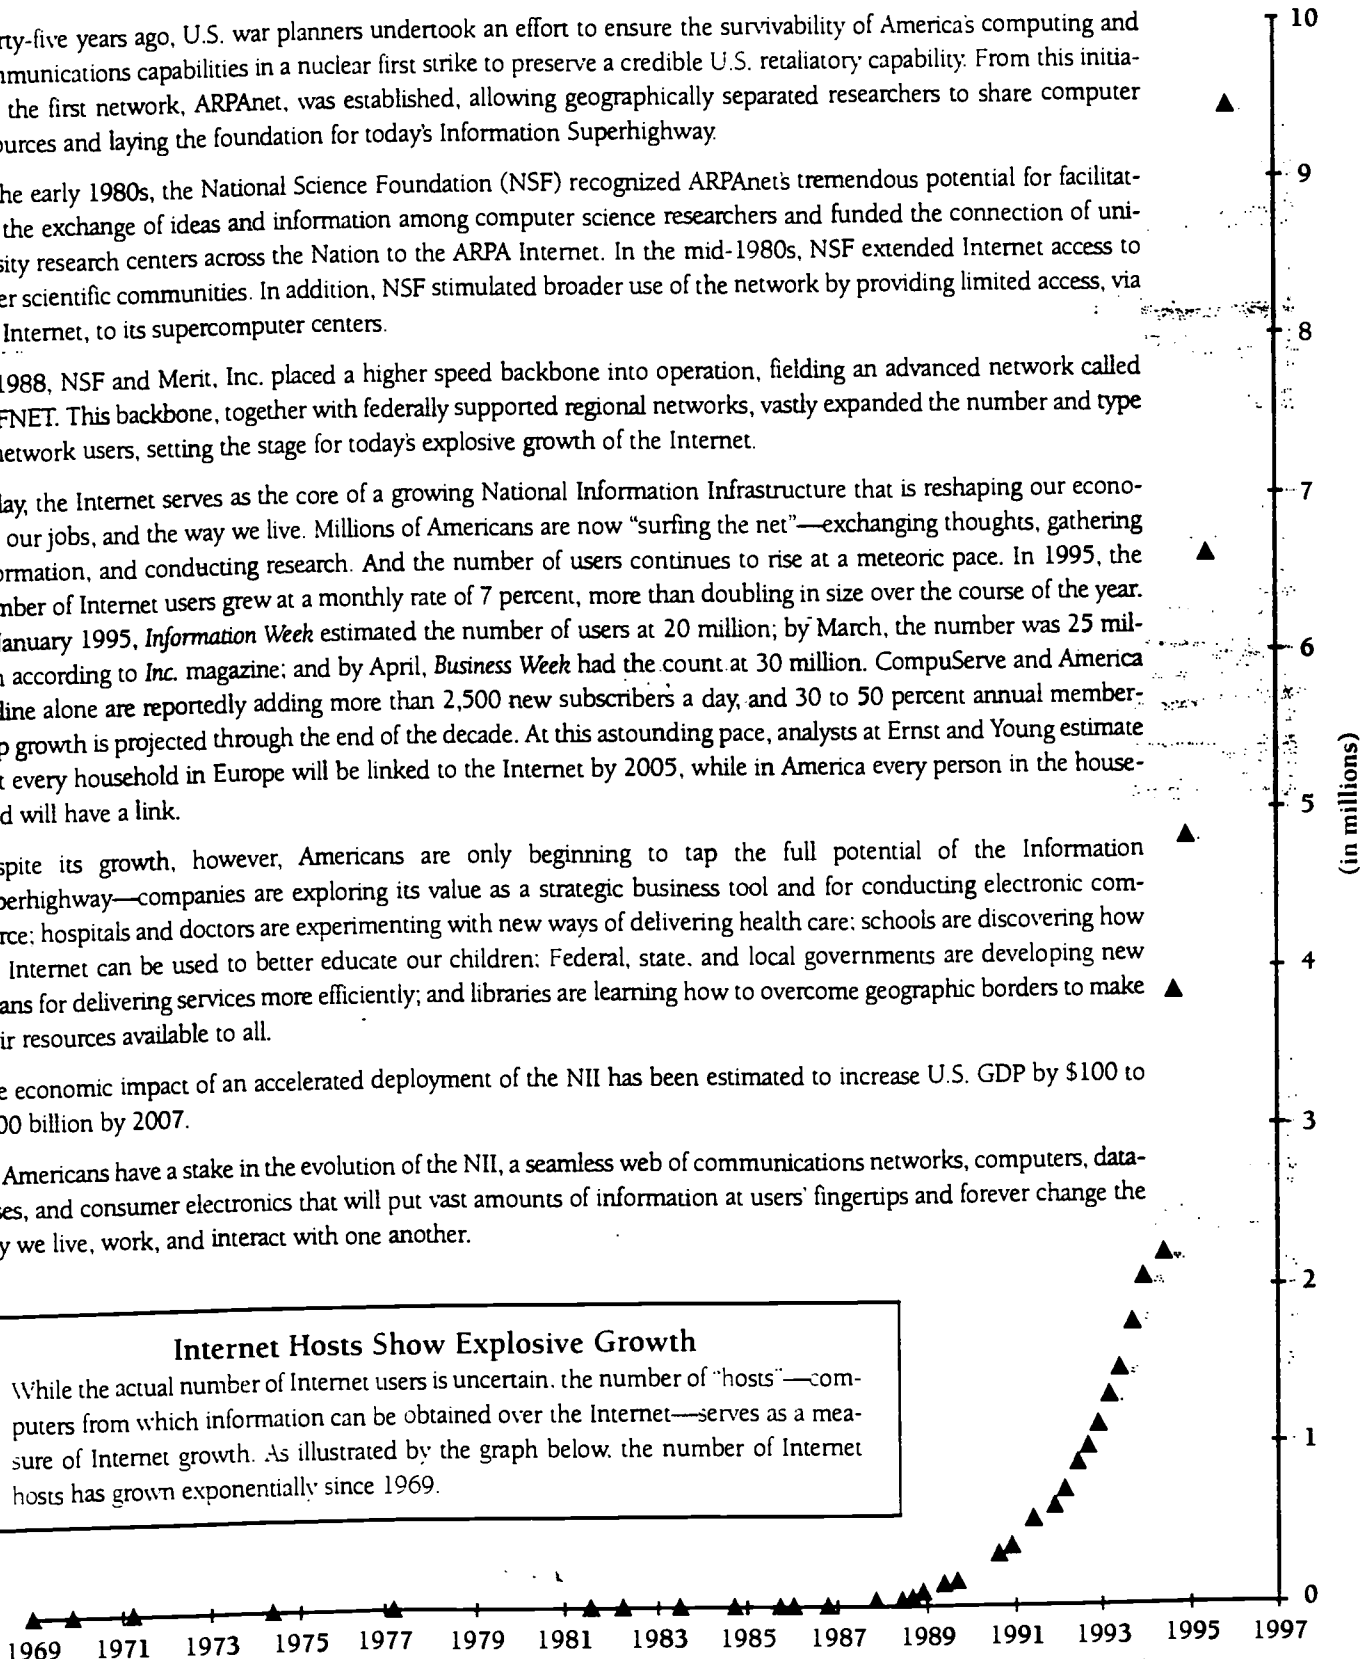 rty-five years ago, U.S. war planners undertook an effort to ensure the survivability of America's computing and
mmunications capabilities in a nuclear first strike to preserve a credible U.S. retaliatory capability. From this initia-
the first network, ARPAnet, was established, allowing geographically separated researchers to share computer
ources and laying the foundation for today's Information Superhighway.
he early 1980s, the National Science Foundation (NSF) recognized ARPAnet's tremendous potential for facilitat-
the exchange of ideas and information among computer science researchers and funded the connection of uni-
sity research centers across the Nation to the ARPA Internet. In the mid-1980s, NSF extended Internet access to
er scientific communities. In addition, NSF stimulated broader use of the network by providing limited access, via
Internet, to its supercomputer centers.
1988, NSF and Merit, Inc. placed a higher speed backbone into operation, fielding an advanced network called
FNET. This backbone, together with federally supported regional networks, vastly expanded the number and type
network users, setting the stage for today's explosive growth of the Internet.
lay, the Internet serves as the core of a growing National Information Infrastructure that is reshaping our econo-
our jobs, and the way we live. Millions of Americans are now "surfing the net"—exchanging thoughts, gathering
ormation, and conducting research. And the number of users continues to rise at a meteoric pace. In 1995, the
mber of Internet users grew at a monthly rate of 7 percent, more than doubling in size over the course of the year.
January 1995, Information Week estimated the number of users at 20 million; by March, the number was 25 mil-
n according to Inc. magazine; and by April, Business Week had the count at 30 million. CompuServe and America
line alone are reportedly adding more than 2,500 new subscribers a day, and 30 to 50 percent annual member-
p growth is projected through the end of the decade. At this astounding pace, analysts at Ernst and Young estimate
t every household in Europe will be linked to the Internet by 2005, while in America every person in the house-
d will have a link.
spite its growth, however, Americans are only beginning to tap the full potential of the Information
perhighway—companies are exploring its value as a strategic business tool and for conducting electronic com-
rce; hospitals and doctors are experimenting with new ways of delivering health care; schools are discovering how
Internet can be used to better educate our children; Federal, state, and local governments are developing new
ans for delivering services more efficiently; and libraries are learning how to overcome geographic borders to make
ir resources available to all.
e economic impact of an accelerated deployment of the NII has been estimated to increase U.S. GDP by $100 to
00 billion by 2007.
Americans have a stake in the evolution of the NII, a seamless web of communications networks, computers, data-
ses, and consumer electronics that will put vast amounts of information at users' fingertips and forever change the
y we live, work, and interact with one another.
Internet Hosts Show Explosive Growth
While the actual number of Internet users is uncertain, the number of "hosts"—com-
puters from which information can be obtained over the Internet—serves as a mea-
sure of Internet growth. As illustrated by the graph below, the number of Internet
hosts has grown exponentially since 1969.
10
9
8
7
6
5
4
3
2
1
0
(in millions)
1969 1971 1973 1975 1977 1979 1981 1983 1985 1987 1989 1991 1993 1995 1997